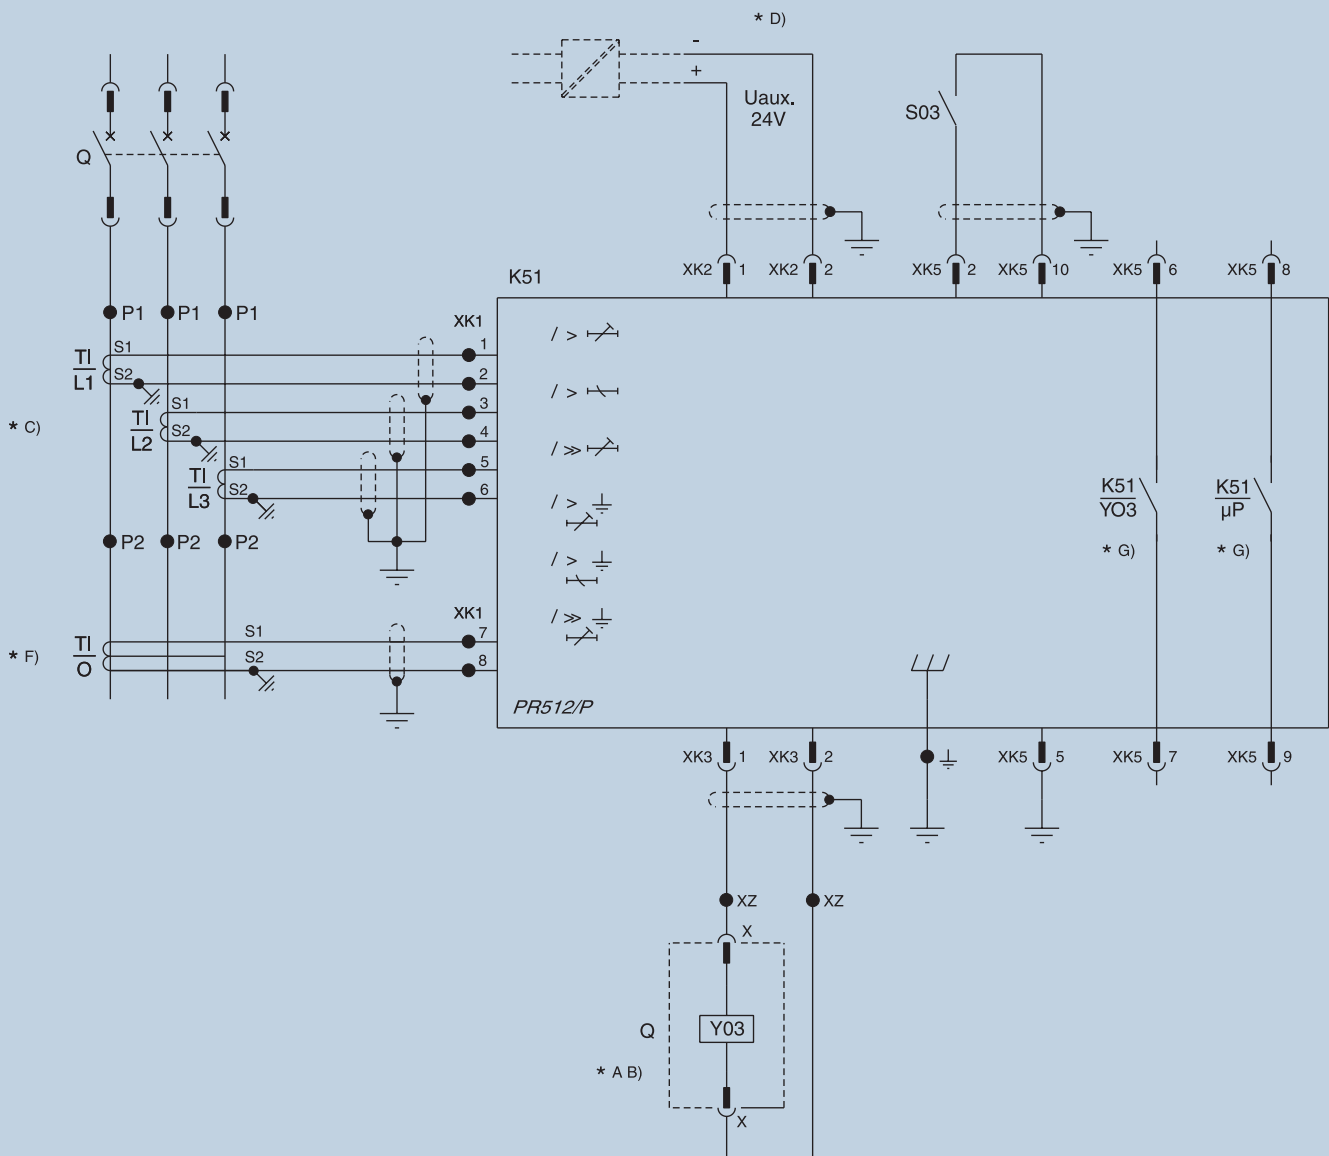 * D)
-
+
Uaux.
24V
S03
Q
K51
XK2 1
XK2 2
XK5 2
XK5 10
XK5 6
XK5 8
P1 P1 P1
XK1
TI
L1
S1
S2
1
2
* C)
TI
L2
S1
S2
3
4
TI
L3
S1
S2
5
6
/ >
/ >
/ >>
/ >
/ >
/ >>
K51
YO3
* G)
K51
µP
* G)
P2 P2 P2
* F)
TI
O
S1
S2
XK1
7
8
PR512/P
XK3 1
XK3 2
XK5 5
XK5 7
XK5 9
XZ
XZ
X
Q
Y03
* A B)
X